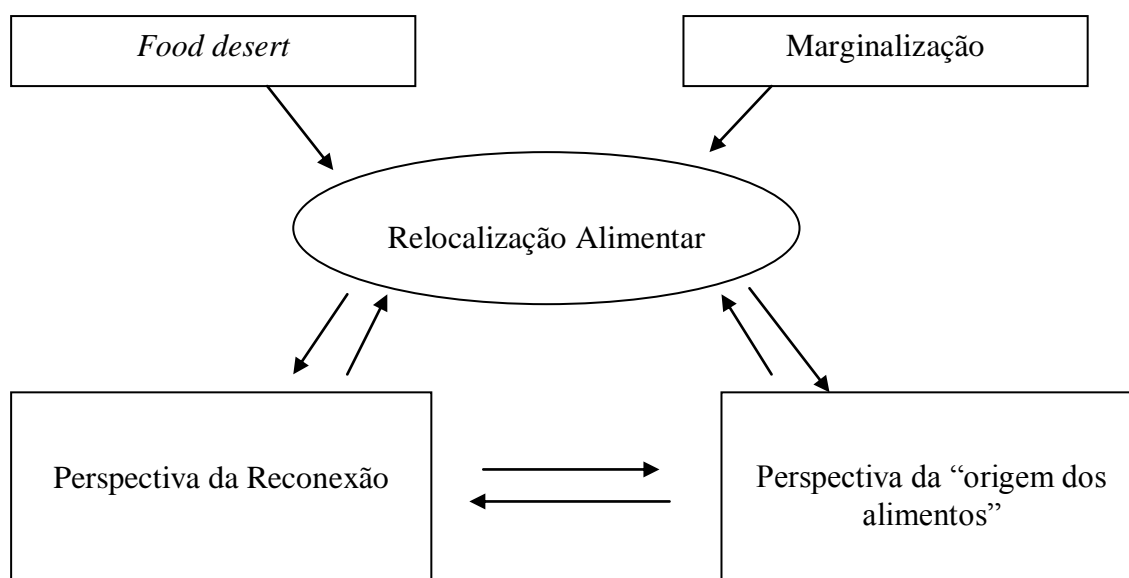 Food desert
Marginalização
Relocalização Alimentar
Perspectiva da Reconexão
Perspectiva da “origem dos
alimentos”